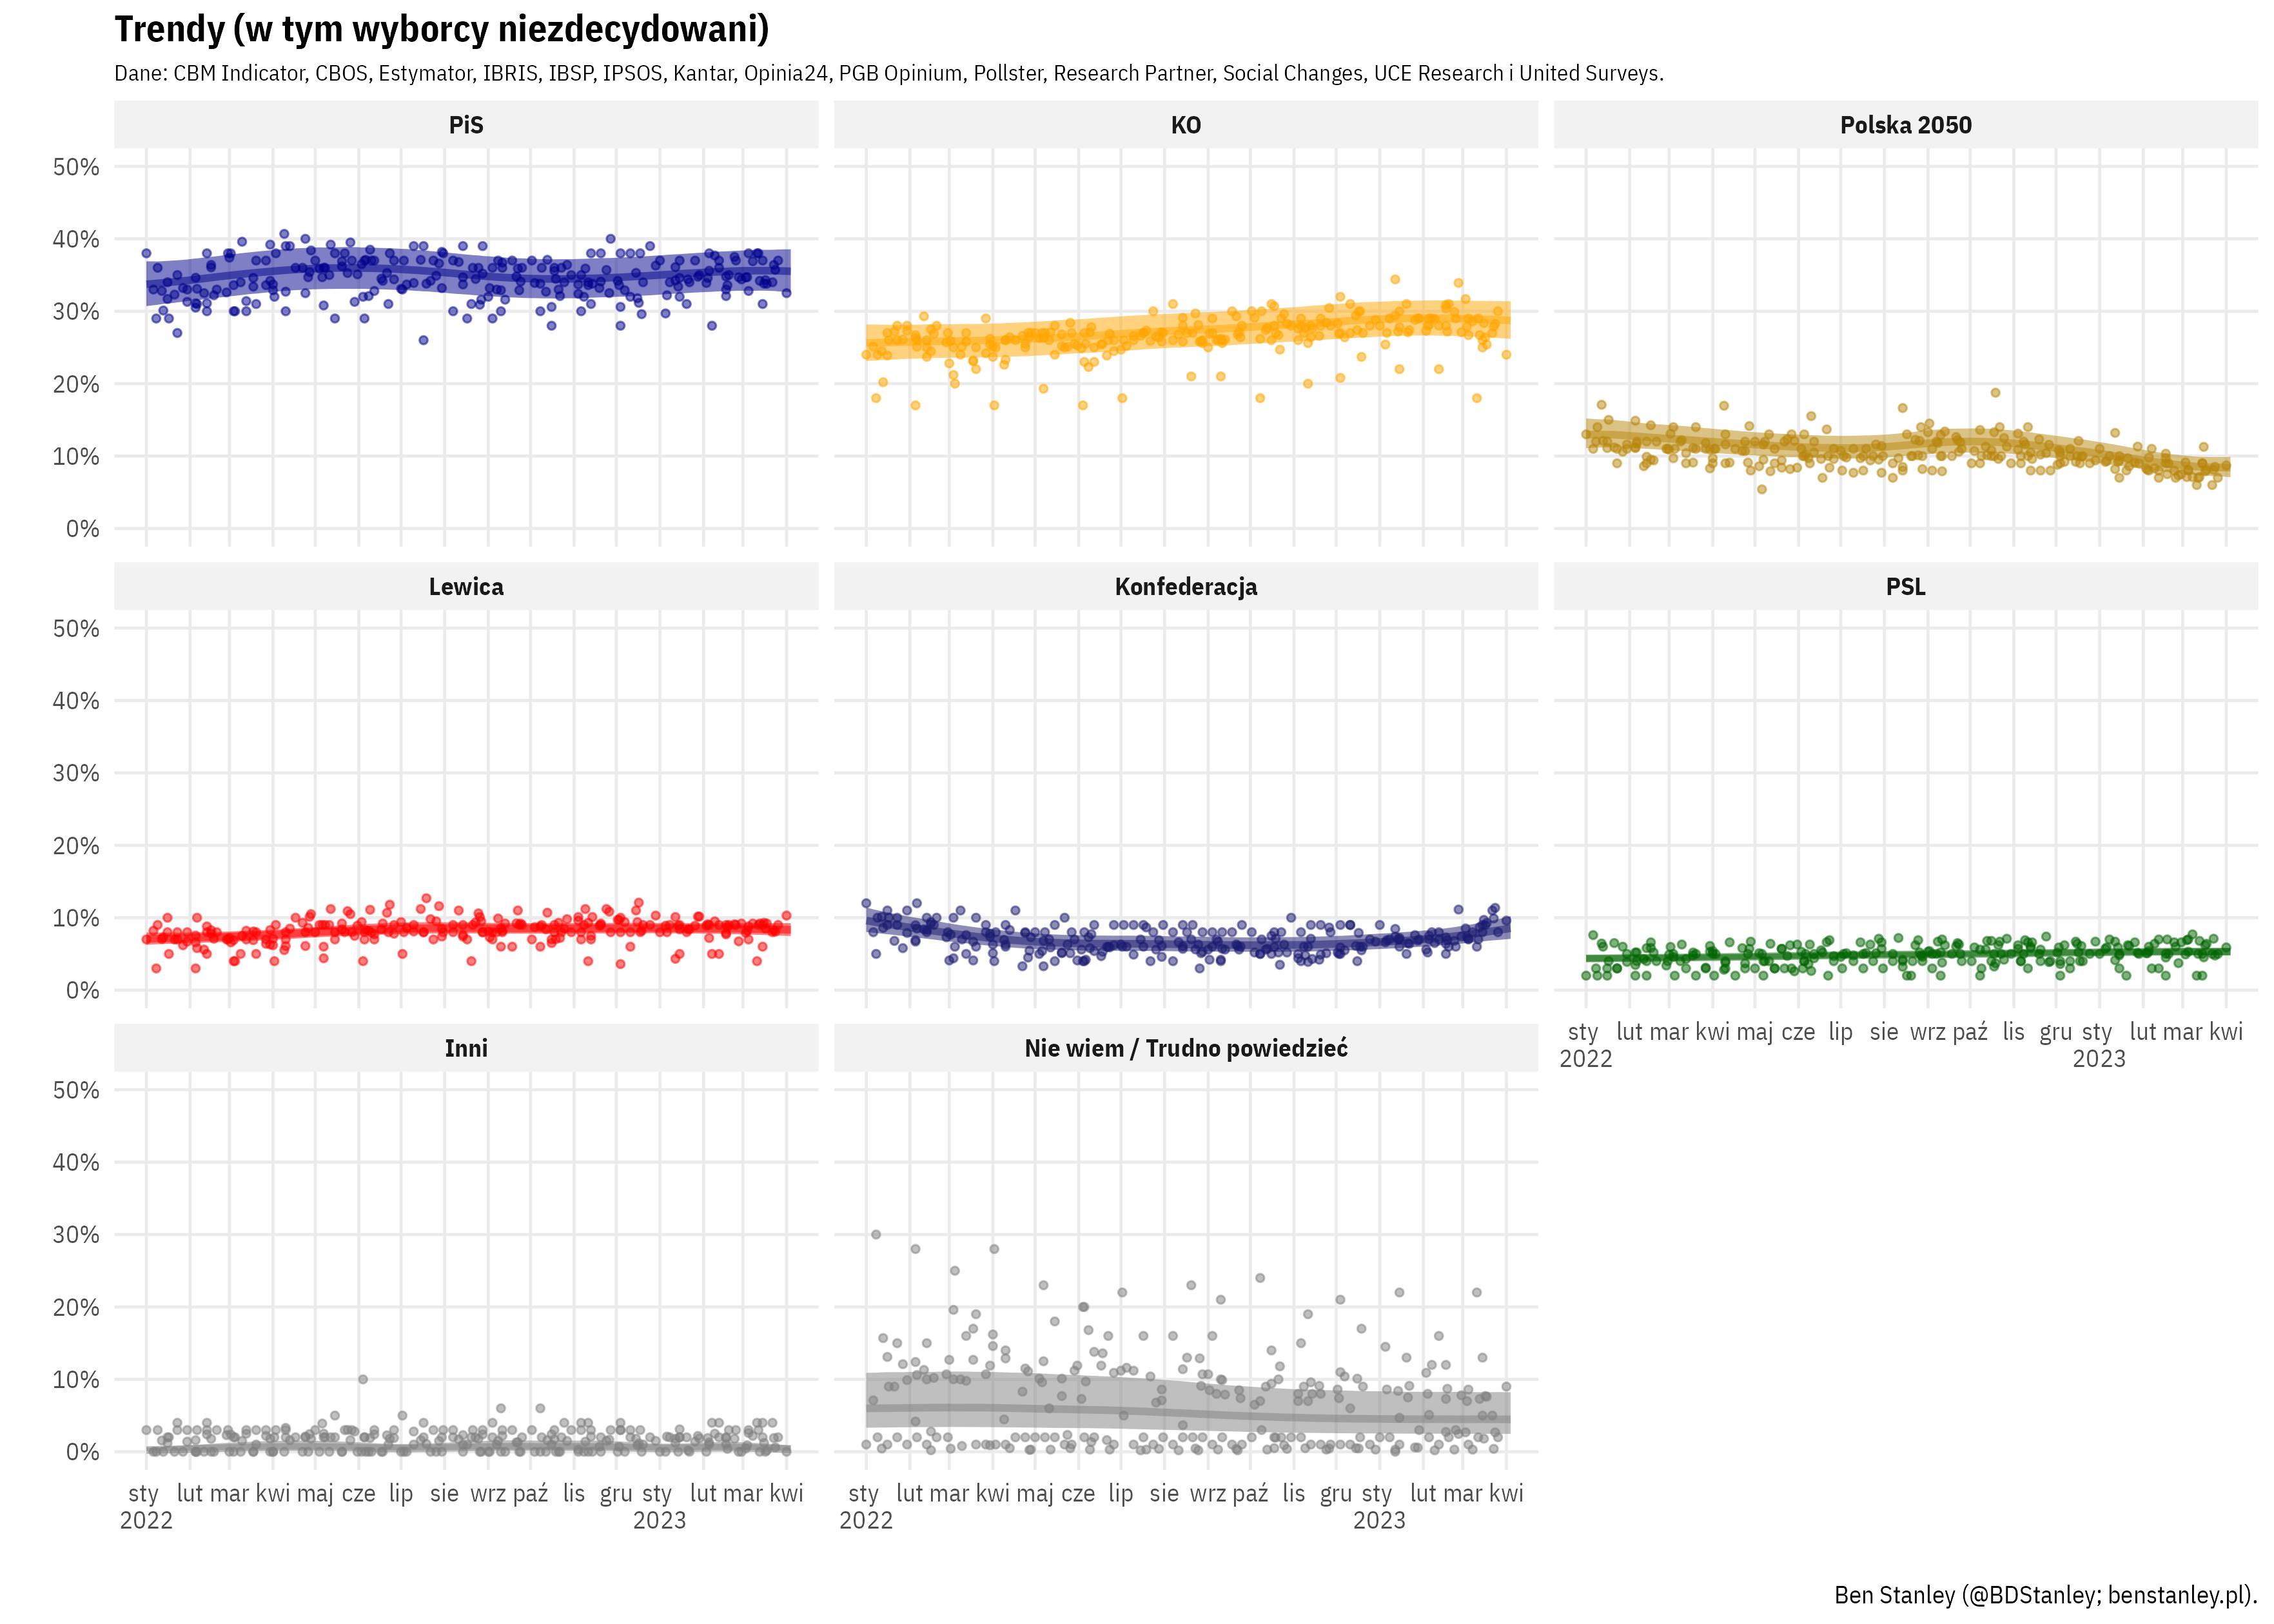 Trendy (w tym wyborcy niezdecydowani)
Dane: CBM Indicator, CBOS, Estymator, IBRIS, IBSP, IPSOS, Kantar, Opinia24, PGB Opinium, Pollster, Research Partner, Social Changes, UCE Research i United Surveys.
PiS KO Polska 2050
50%
40%
30%
20%
10%
0%
Lewica Konfederacja PSL
50%
40%
30%
20%
10%
0%
sty lut mar kwi maj cze lip sie wrz paź lis gru sty lut mar kwi
2022 2023
Inni Nie wiem / Trudno powiedzieć
50%
40%
30%
20%
10%
0%
sty lut mar kwi maj cze lip sie wrz paź lis gru sty lut mar kwi sty lut mar kwi maj cze lip sie wrz paź lis gru sty lut mar kwi
2022 2023 2022 2023
Ben Stanley (@BDStanley; benstanley.pl).